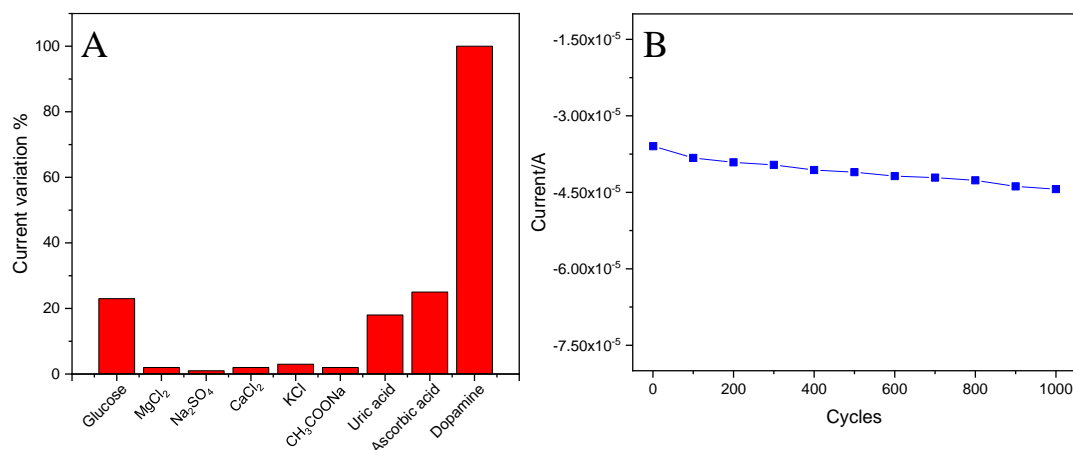 A
Current variation %
100
80
60
40
20
0
Glucose
MgCl₂
Na₂SO₄
CaCl₂
KCl
CH₃COONa
Uric acid
Ascorbic acid
Dopamine
B
Current/A
-1.50x10⁻⁵
-3.00x10⁻⁵
-4.50x10⁻⁵
-6.00x10⁻⁵
-7.50x10⁻⁵
0 200 400 600 800 1000
Cycles